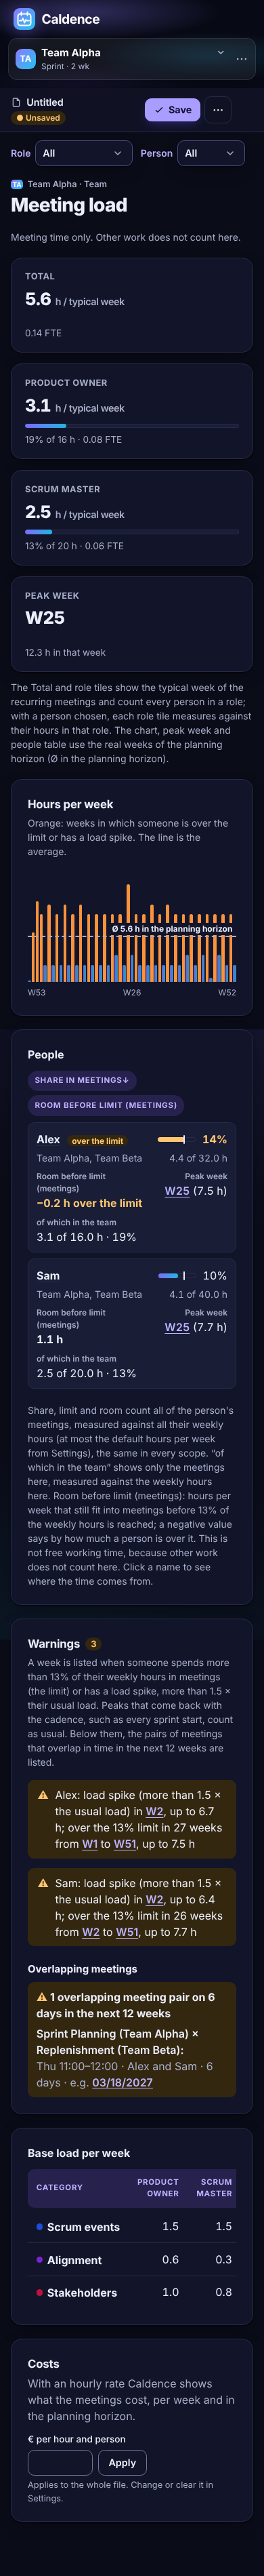 Caldence
TA
Team Alpha
Sprint · 2 wk
Untitled
Unsaved
Save
Role
All
Person
All
TA
Team Alpha · Team
Meeting load
Meeting time only. Other work does not count here.
TOTAL
5.6 h / typical week
0.14 FTE
PRODUCT OWNER
3.1 h / typical week
19% of 16 h · 0.08 FTE
SCRUM MASTER
2.5 h / typical week
13% of 20 h · 0.06 FTE
PEAK WEEK
W25
12.3 h in that week
The Total and role tiles show the typical week of the
recurring meetings and count every person in a role;
with a person chosen, each role tile measures against
their hours in that role. The chart, peak week and
people table use the real weeks of the planning
horizon (Ø in the planning horizon).
Hours per week
Orange: weeks in which someone is over the
limit or has a load spike. The line is the
average.
Ø 5.6 h in the planning horizon
W53
W26
W52
People
SHARE IN MEETINGS↓
ROOM BEFORE LIMIT (MEETINGS)
Alex
over the limit
14%
Team Alpha, Team Beta
4.4 of 32.0 h
Room before limit
(meetings)
−0.2 h over the limit
Peak week
W25 (7.5 h)
of which in the team
3.1 of 16.0 h · 19%
Sam
10%
Team Alpha, Team Beta
4.1 of 40.0 h
Room before limit
(meetings)
1.1 h
Peak week
W25 (7.7 h)
of which in the team
2.5 of 20.0 h · 13%
Share, limit and room count all of the person's
meetings, measured against all their weekly
hours (at most the default hours per week
from Settings), the same in every scope. “of
which in the team” shows only the meetings
here, measured against the weekly hours
here. Room before limit (meetings): hours per
week that still fit into meetings before 13% of
the weekly hours is reached; a negative value
says by how much a person is over it. This is
not free working time, because other work
does not count here. Click a name to see
where the time comes from.
Warnings
3
A week is listed when someone spends more
than 13% of their weekly hours in meetings
(the limit) or has a load spike, more than 1.5 ×
their usual load. Peaks that come back with
the cadence, such as every sprint start, count
as usual. Below them, the pairs of meetings
that overlap in time in the next 12 weeks are
listed.
Alex: load spike (more than 1.5 ×
the usual load) in W2, up to 6.7
h; over the 13% limit in 27 weeks
from W1 to W51, up to 7.5 h
Sam: load spike (more than 1.5 ×
the usual load) in W2, up to 6.4
h; over the 13% limit in 26 weeks
from W2 to W51, up to 7.7 h
Overlapping meetings
1 overlapping meeting pair on 6
days in the next 12 weeks
Sprint Planning (Team Alpha) ×
Replenishment (Team Beta):
Thu 11:00–12:00 · Alex and Sam · 6
days · e.g. 03/18/2027
Base load per week
CATEGORY
PRODUCT
OWNER
SCRUM
MASTER
Scrum events
1.5
1.5
Alignment
0.6
0.3
Stakeholders
1.0
0.8
Costs
With an hourly rate Caldence shows
what the meetings cost, per week and in
the planning horizon.
€ per hour and person
Apply
Applies to the whole file. Change or clear it in
Settings.